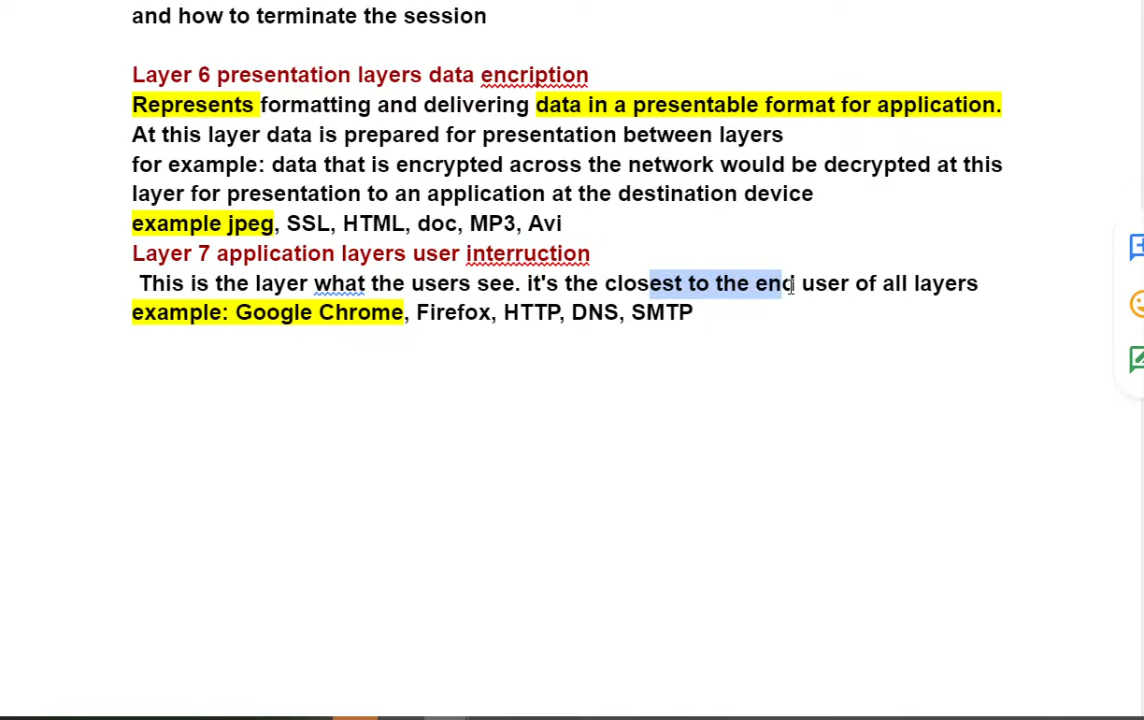 and how to terminate the session
Layer 6 presentation layers data encription
Represents formatting and delivering data in a presentable format for application.
At this layer data is prepared for presentation between layers
for example: data that is encrypted across the network would be decrypted at this
layer for presentation to an application at the destination device
example jpeg, SSL, HTML, doc, MP3, Avi
Layer 7 application layers user interruction
This is the layer what the users see. it's the closest to the end user of all layers
example: Google Chrome, Firefox, HTTP, DNS, SMTP